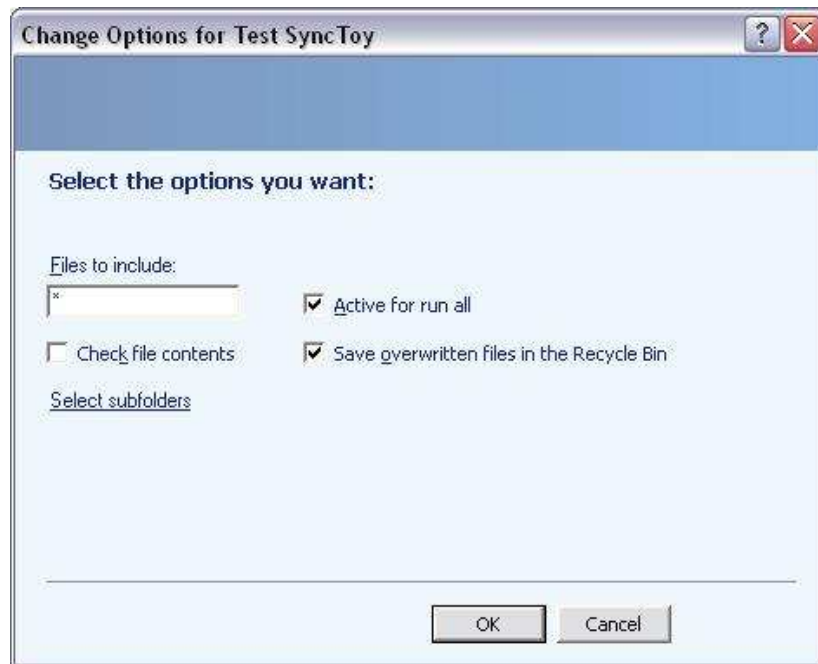 Change Options for Test SyncToy
?
Select the options you want:
Files to include:
*
Active for run all
Check file contents
Save overwritten files in the Recycle Bin
Select subfolders
OK
Cancel